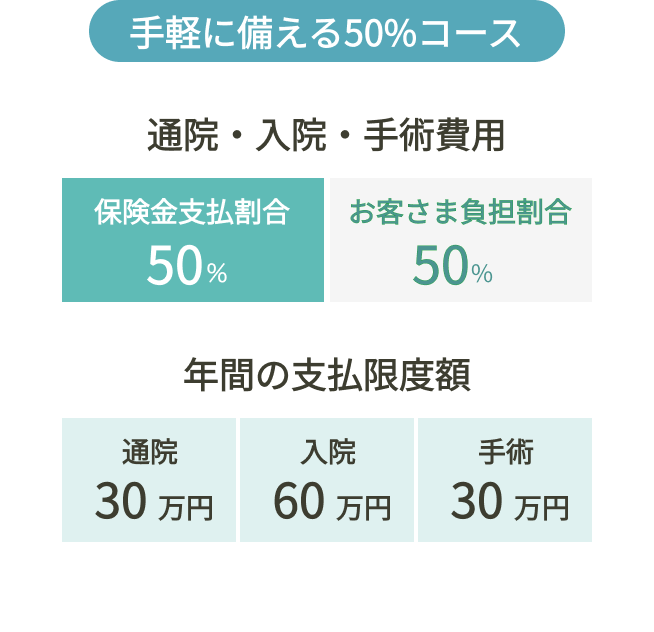 手軽に備える50%コース
通院・入院・手術費用
保険金支払割合
50%
お客さま負担割合
50%
年間の支払限度額
通院
30 万円
入院
60 万円
手術
30 万円